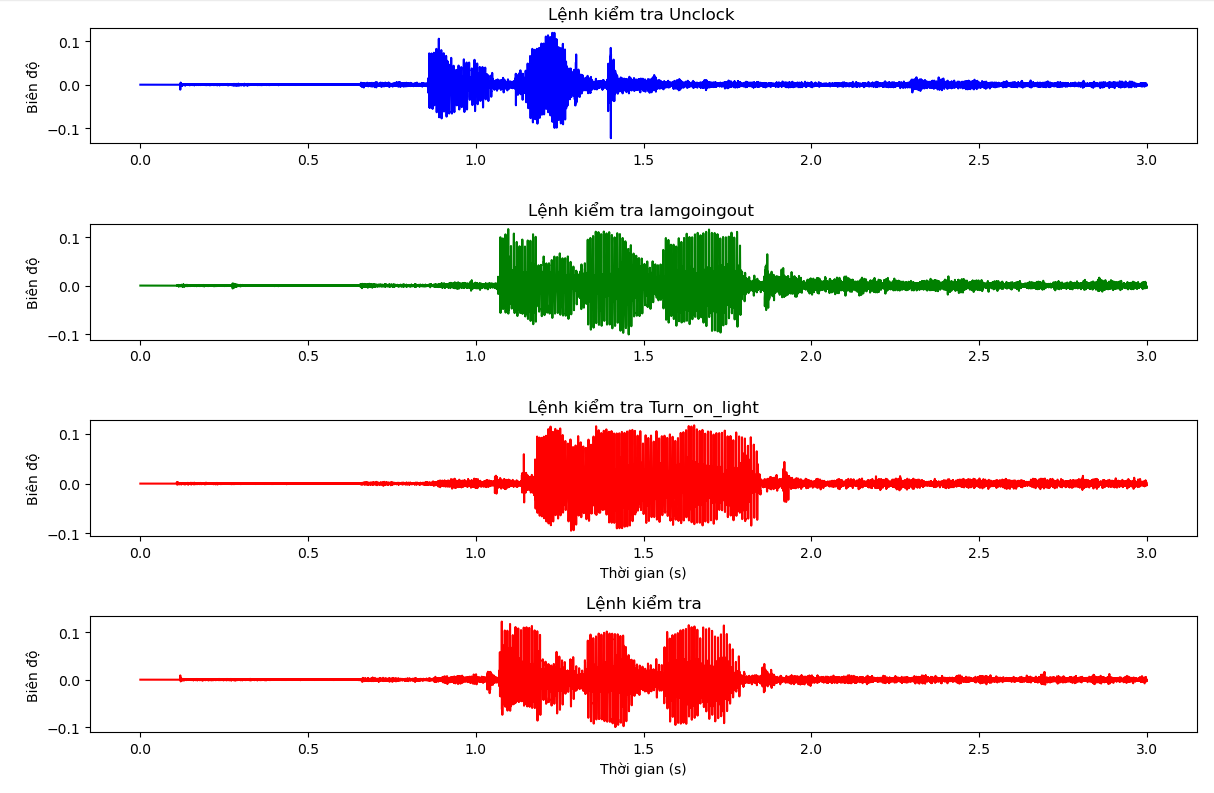 Lệnh kiểm tra Unclock
Biên độ
0.1
0.0
−0.1
0.0 0.5 1.0 1.5 2.0 2.5 3.0
Lệnh kiểm tra Iamgoingout
Biên độ
0.1
0.0
−0.1
0.0 0.5 1.0 1.5 2.0 2.5 3.0
Lệnh kiểm tra Turn_on_light
Biên độ
0.1
0.0
−0.1
0.0 0.5 1.0 1.5 2.0 2.5 3.0
Thời gian (s)
Lệnh kiểm tra
Biên độ
0.1
0.0
−0.1
0.0 0.5 1.0 1.5 2.0 2.5 3.0
Thời gian (s)